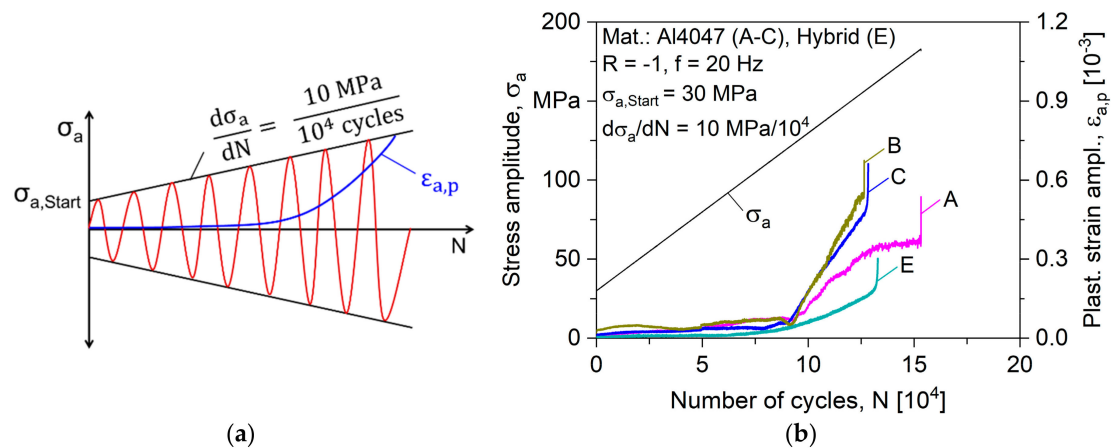 σa
dσa/dN = 10 MPa/10⁴ cycles
σa,Start
εa,p
N
(a)
200
150
MPa
100
50
0
Stress amplitude, σa
Mat.: Al4047 (A-C), Hybrid (E)
R = -1, f = 20 Hz
σa,Start = 30 MPa
dσa/dN = 10 MPa/10⁴
σa
B
C
A
E
1.2
0.9
0.6
0.3
0.0
Plast. strain ampl., εa,p [10⁻³]
0 5 10 15 20
Number of cycles, N [10⁴]
(b)